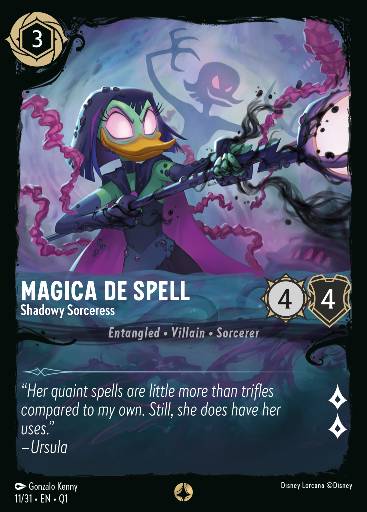 3
MAGICA DE SPELL
Shadowy Sorceress
4
4
Entangled • Villain • Sorcerer
“Her quaint spells are little more than trifles
compared to my own. Still, she does have her
uses.”
–Ursula
Gonzalo Kenny
11/31 • EN • Q1
Disney Lorcana ©Disney